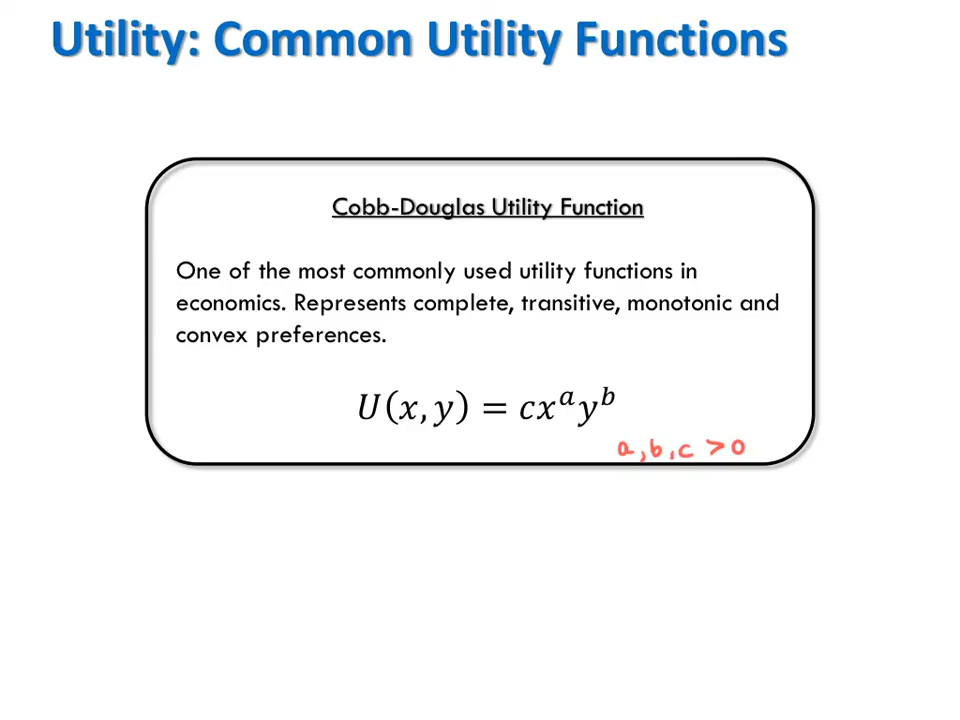 Utility: Common Utility Functions
Cobb-Douglas Utility Function
One of the most commonly used utility functions in
economics. Represents complete, transitive, monotonic and
convex preferences.
𝑈(𝑥, 𝑦) = 𝑐𝑥ᵃ𝑦ᵇ
a, b, c > 0